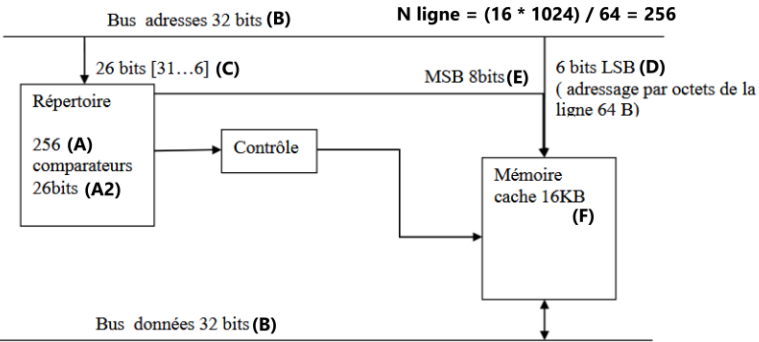 Bus adresses 32 bits (B)
N ligne = (16 * 1024) / 64 = 256
26 bits [31…6] (C)
MSB 8bits (E)
6 bits LSB (D)
( adressage par octets de la
ligne 64 B)
Répertoire
256 (A)
comparateurs
26bits (A2)
Contrôle
Mémoire
cache 16KB
(F)
Bus données 32 bits (B)